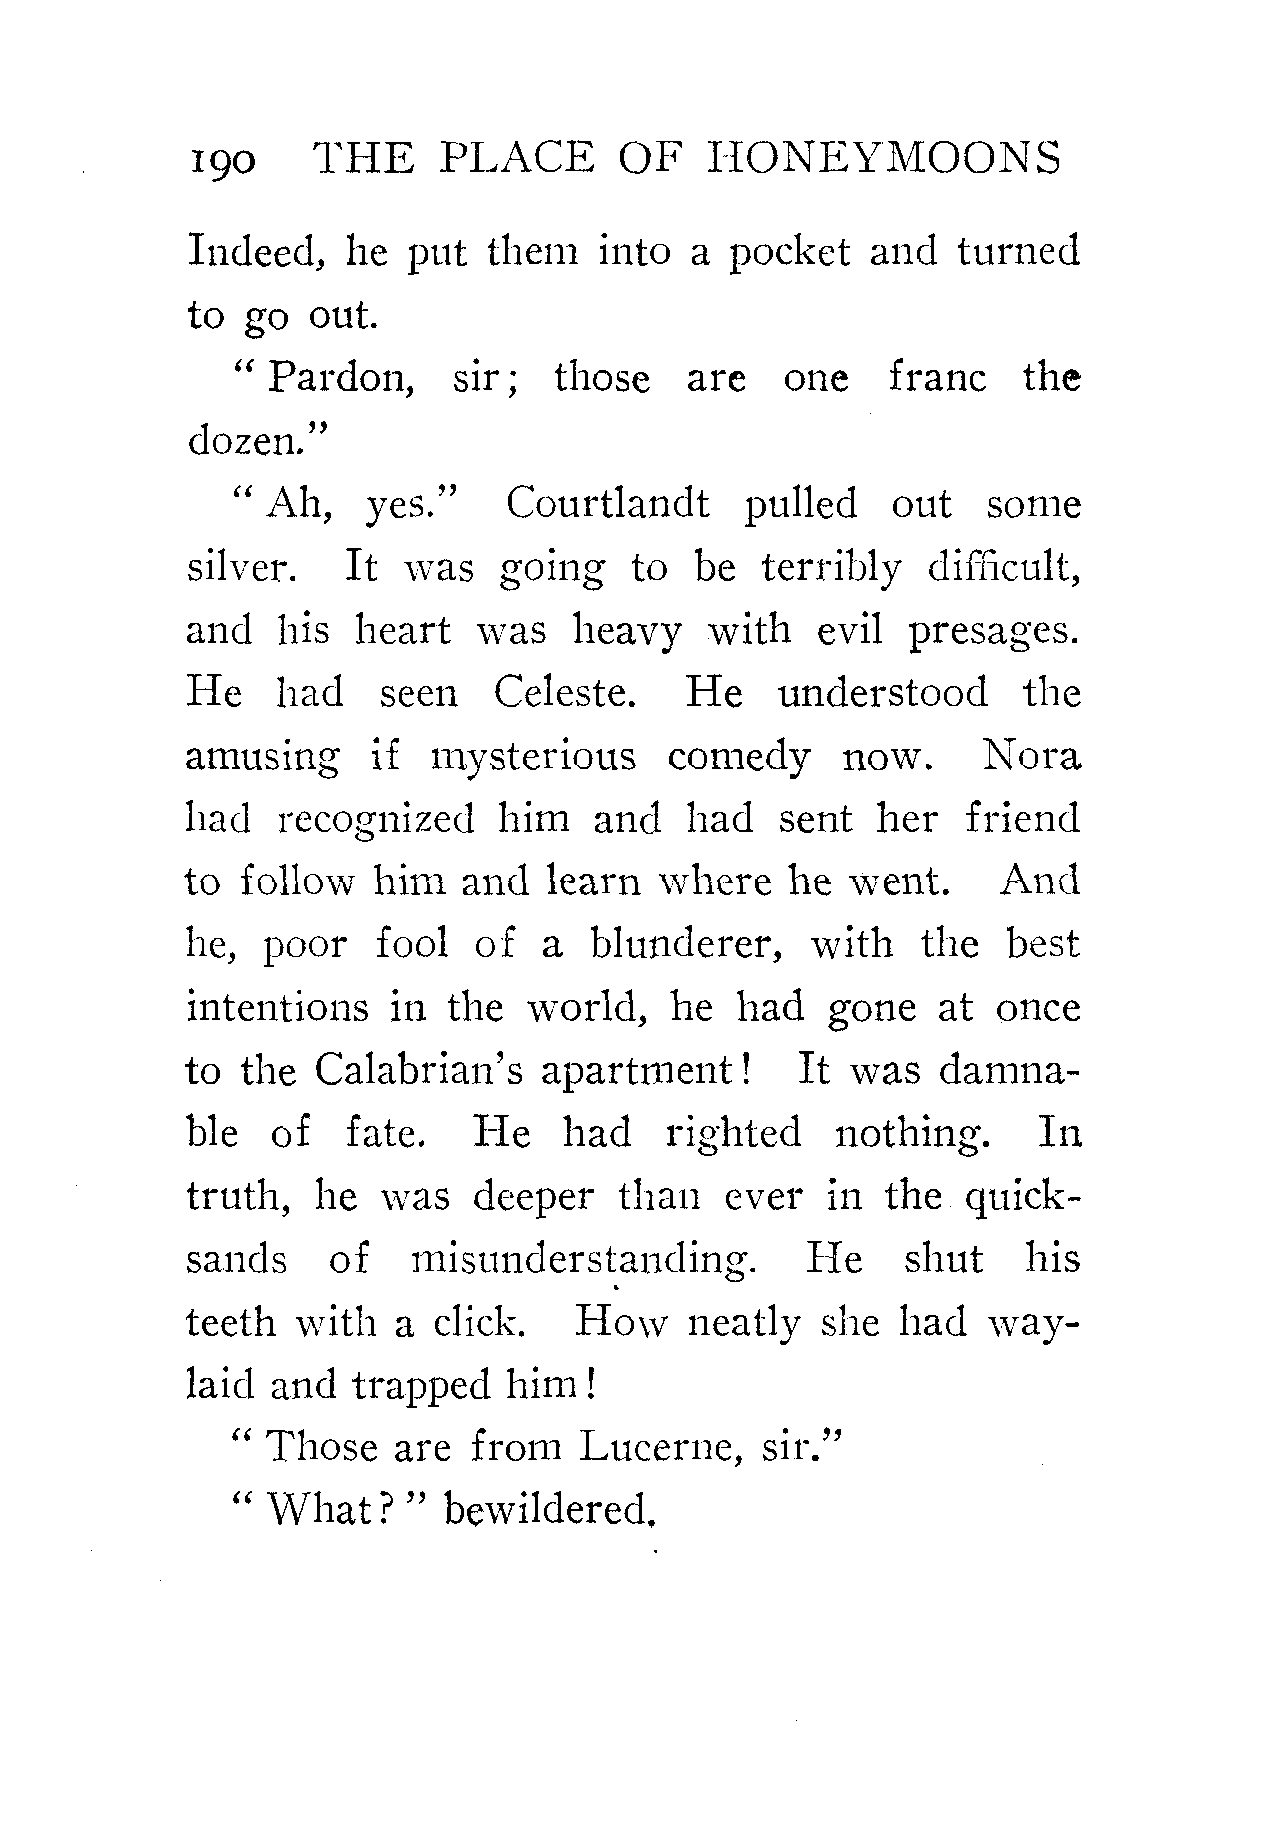 190 THE PLACE OF HONEYMOONS
Indeed, he put them into a pocket and turned
to go out.
" Pardon, sir; those are one franc the
dozen."
" Ah, yes." Courtlandt pulled out some
silver. It was going to be terribly difficult,
and his heart was heavy with evil presages.
He had seen Celeste. He understood the
amusing if mysterious comedy now. Nora
had recognized him and had sent her friend
to follow him and learn where he went. And
he, poor fool of a blunderer, with the best
intentions in the world, he had gone at once
to the Calabrian's apartment! It was damna-
ble of fate. He had righted nothing. In
truth, he was deeper than ever in the quick-
sands of misunderstanding. He shut his
teeth with a click. How neatly she had way-
laid and trapped him!
" Those are from Lucerne, sir."
" What? " bewildered.